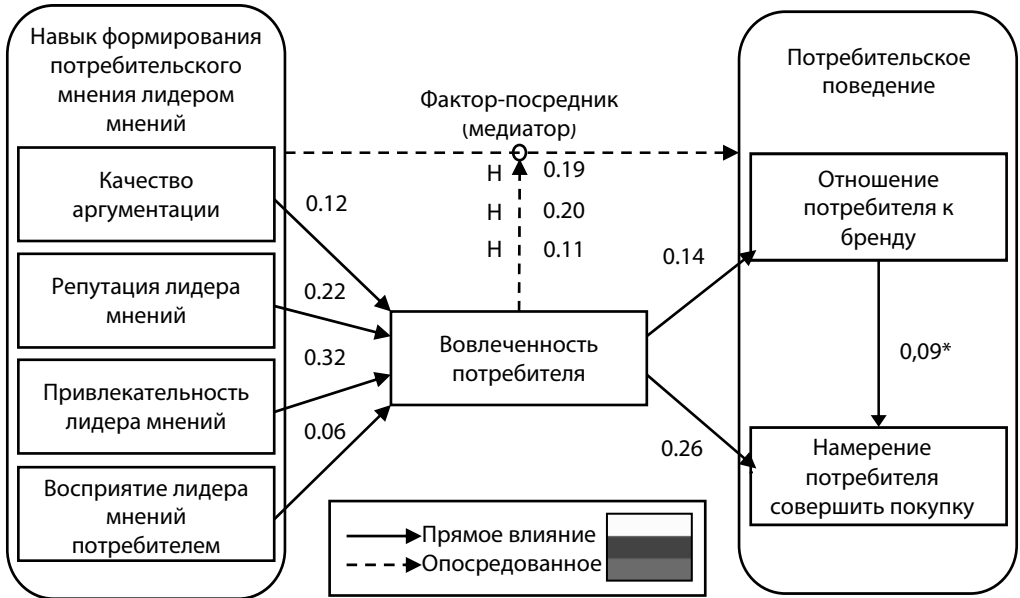 Навык формирования
потребительского
мнения лидером
мнений
Качество
аргументации
Репутация лидера
мнений
Привлекательность
лидера мнений
Восприятие лидера
мнений
потребителем
0.12
0.22
0.32
0.06
Фактор-посредник
(медиатор)
Н 0.19
Н 0.20
Н 0.11
Вовлеченность
потребителя
0.14
0.26
Потребительское
поведение
Отношение
потребителя к
бренду
0,09*
Намерение
потребителя
совершить покупку
Прямое влияние
Опосредованное